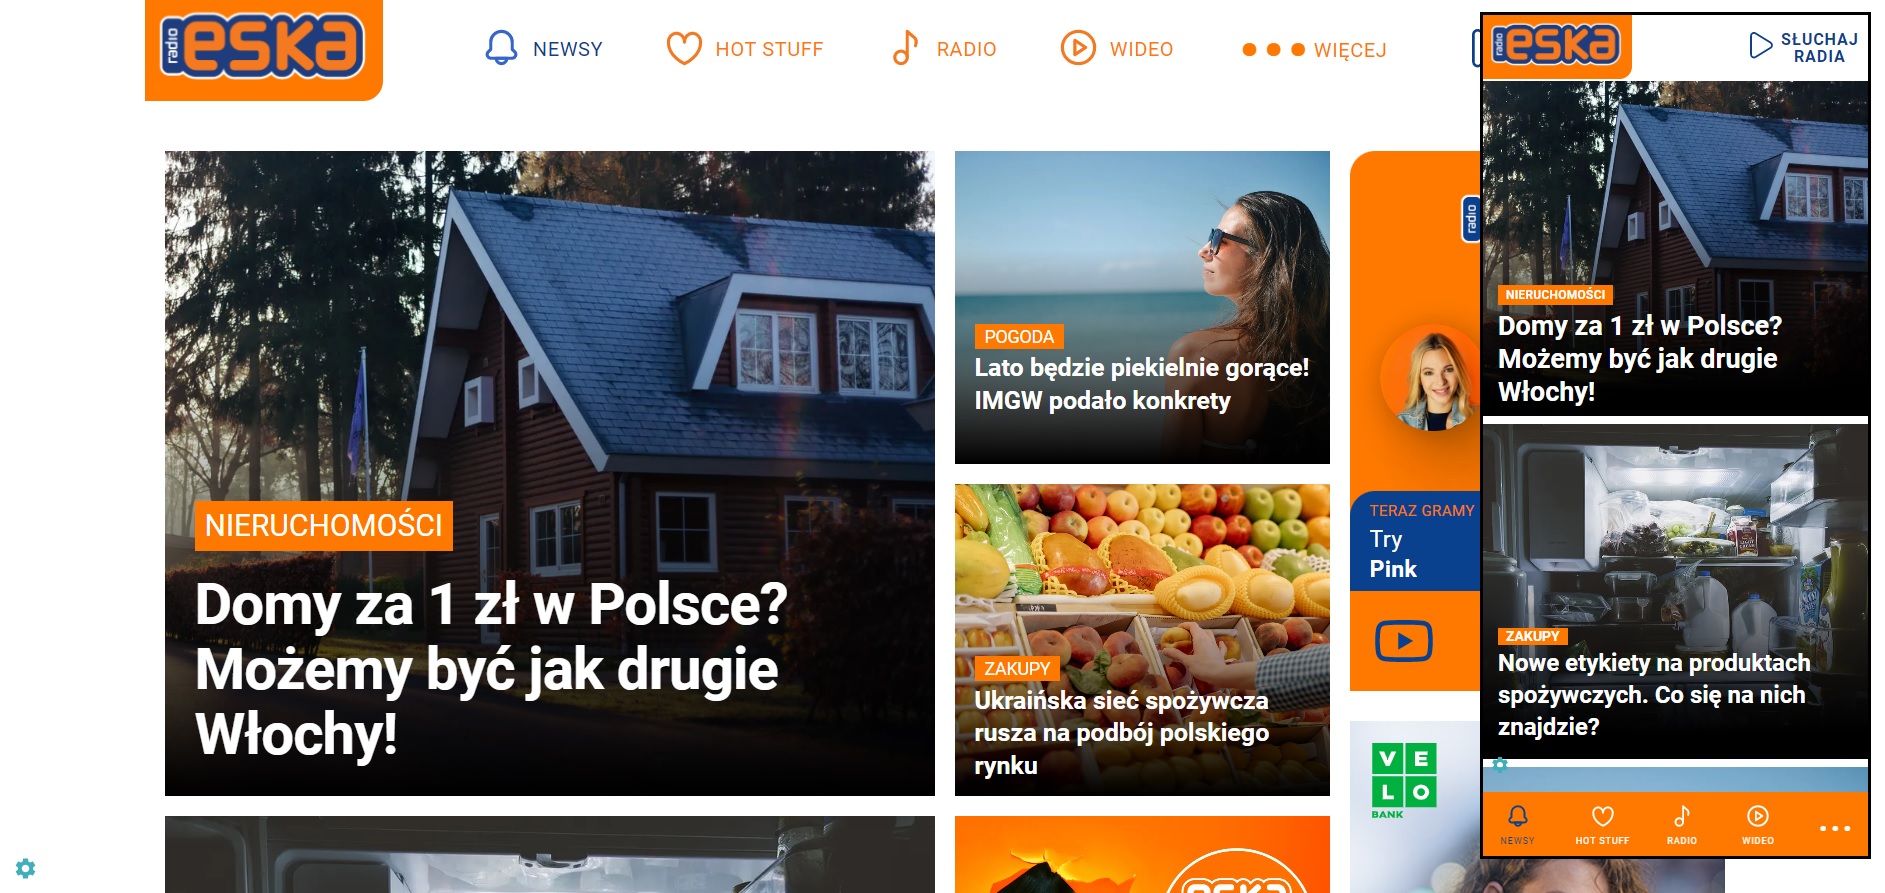 radio eska
NEWSY
HOT STUFF
RADIO
WIDEO
WIĘCEJ
NIERUCHOMOŚCI
Domy za 1 zł w Polsce?
Możemy być jak drugie
Włochy!
POGODA
Lato będzie piekielnie gorące!
IMGW podało konkrety
ZAKUPY
Ukraińska sieć spożywcza
rusza na podbój polskiego
rynku
eska
radio
TERAZ GRAMY
Try
Pink
VELO
BANK
radio eska
SŁUCHAJ
RADIA
NIERUCHOMOŚCI
Domy za 1 zł w Polsce?
Możemy być jak drugie
Włochy!
ZAKUPY
Nowe etykiety na produktach
spożywczych. Co się na nich
znajdzie?
NEWSY
HOT STUFF
RADIO
WIDEO